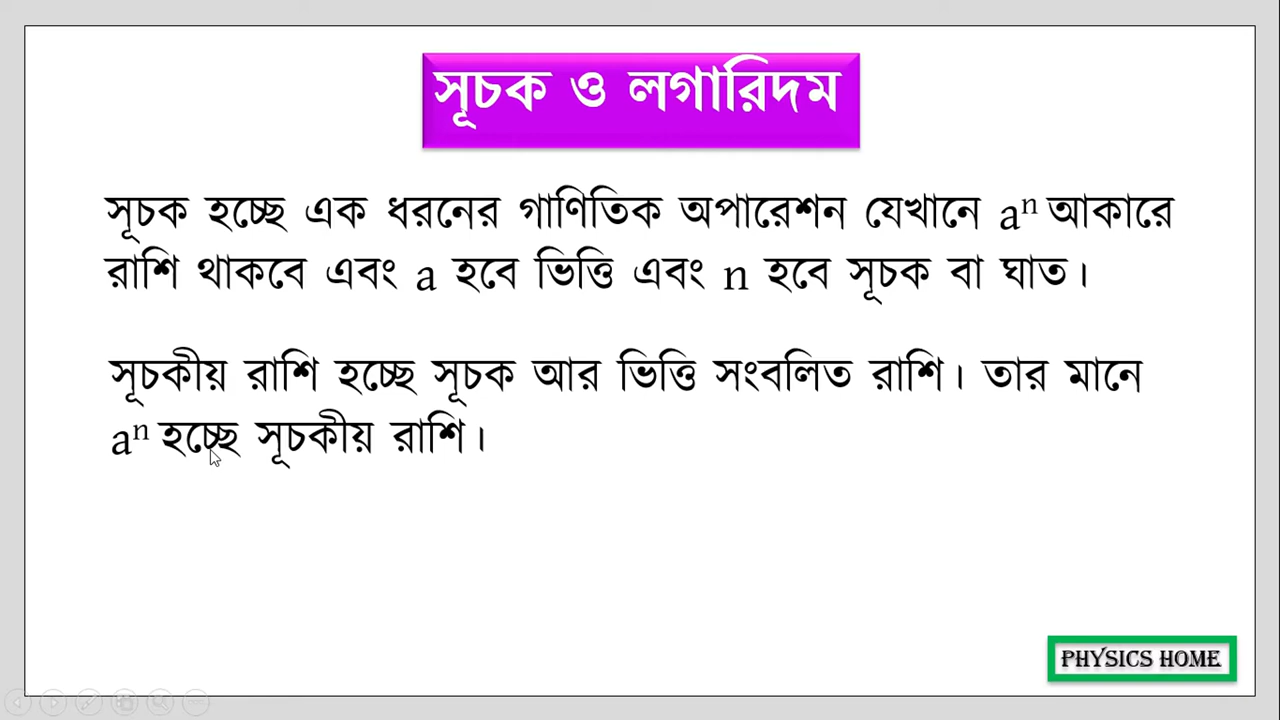 সূচক ও লগারিদম
সূচক হচ্ছে এক ধরনের গাণিতিক অপারেশন যেখানে aⁿ আকারে
রাশি থাকবে এবং a হবে ভিত্তি এবং n হবে সূচক বা ঘাত।
সূচকীয় রাশি হচ্ছে সূচক আর ভিত্তি সংবলিত রাশি। তার মানে
aⁿ হচ্ছে সূচকীয় রাশি।
PHYSICS HOME